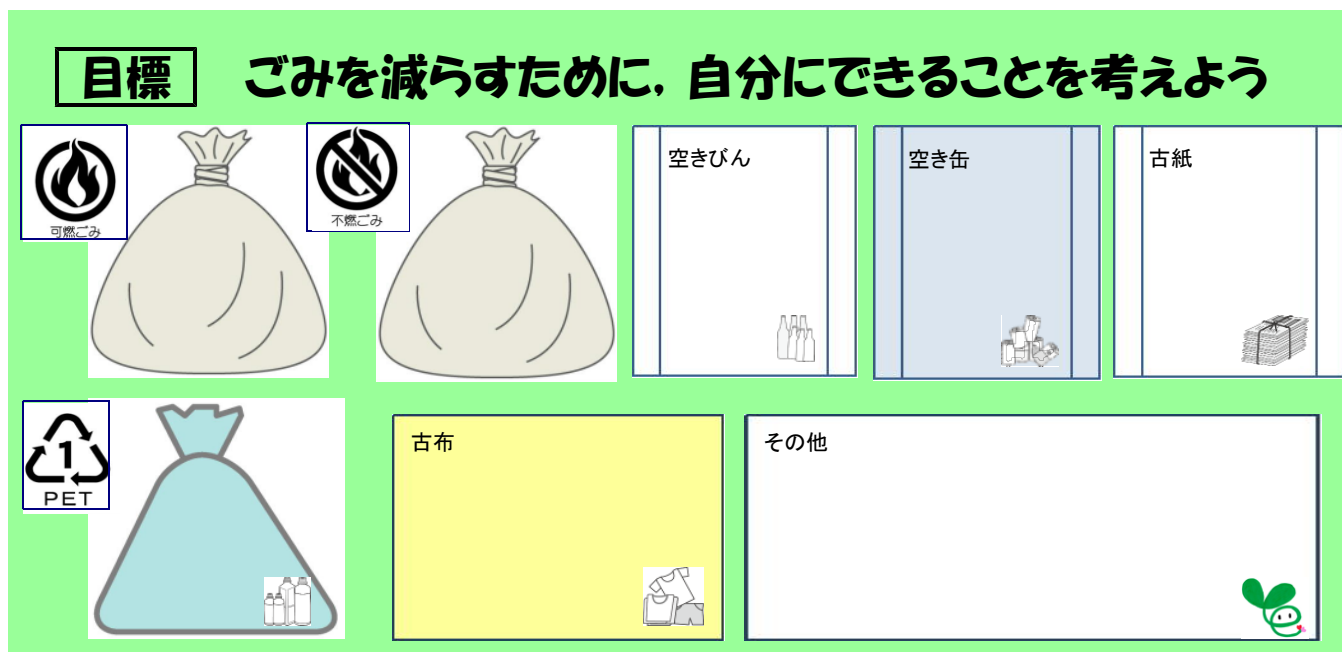 目標 ごみを減らすために，自分にできることを考えよう
可燃ごみ
不燃ごみ
空きびん
空き缶
古紙
1
PET
古布
その他